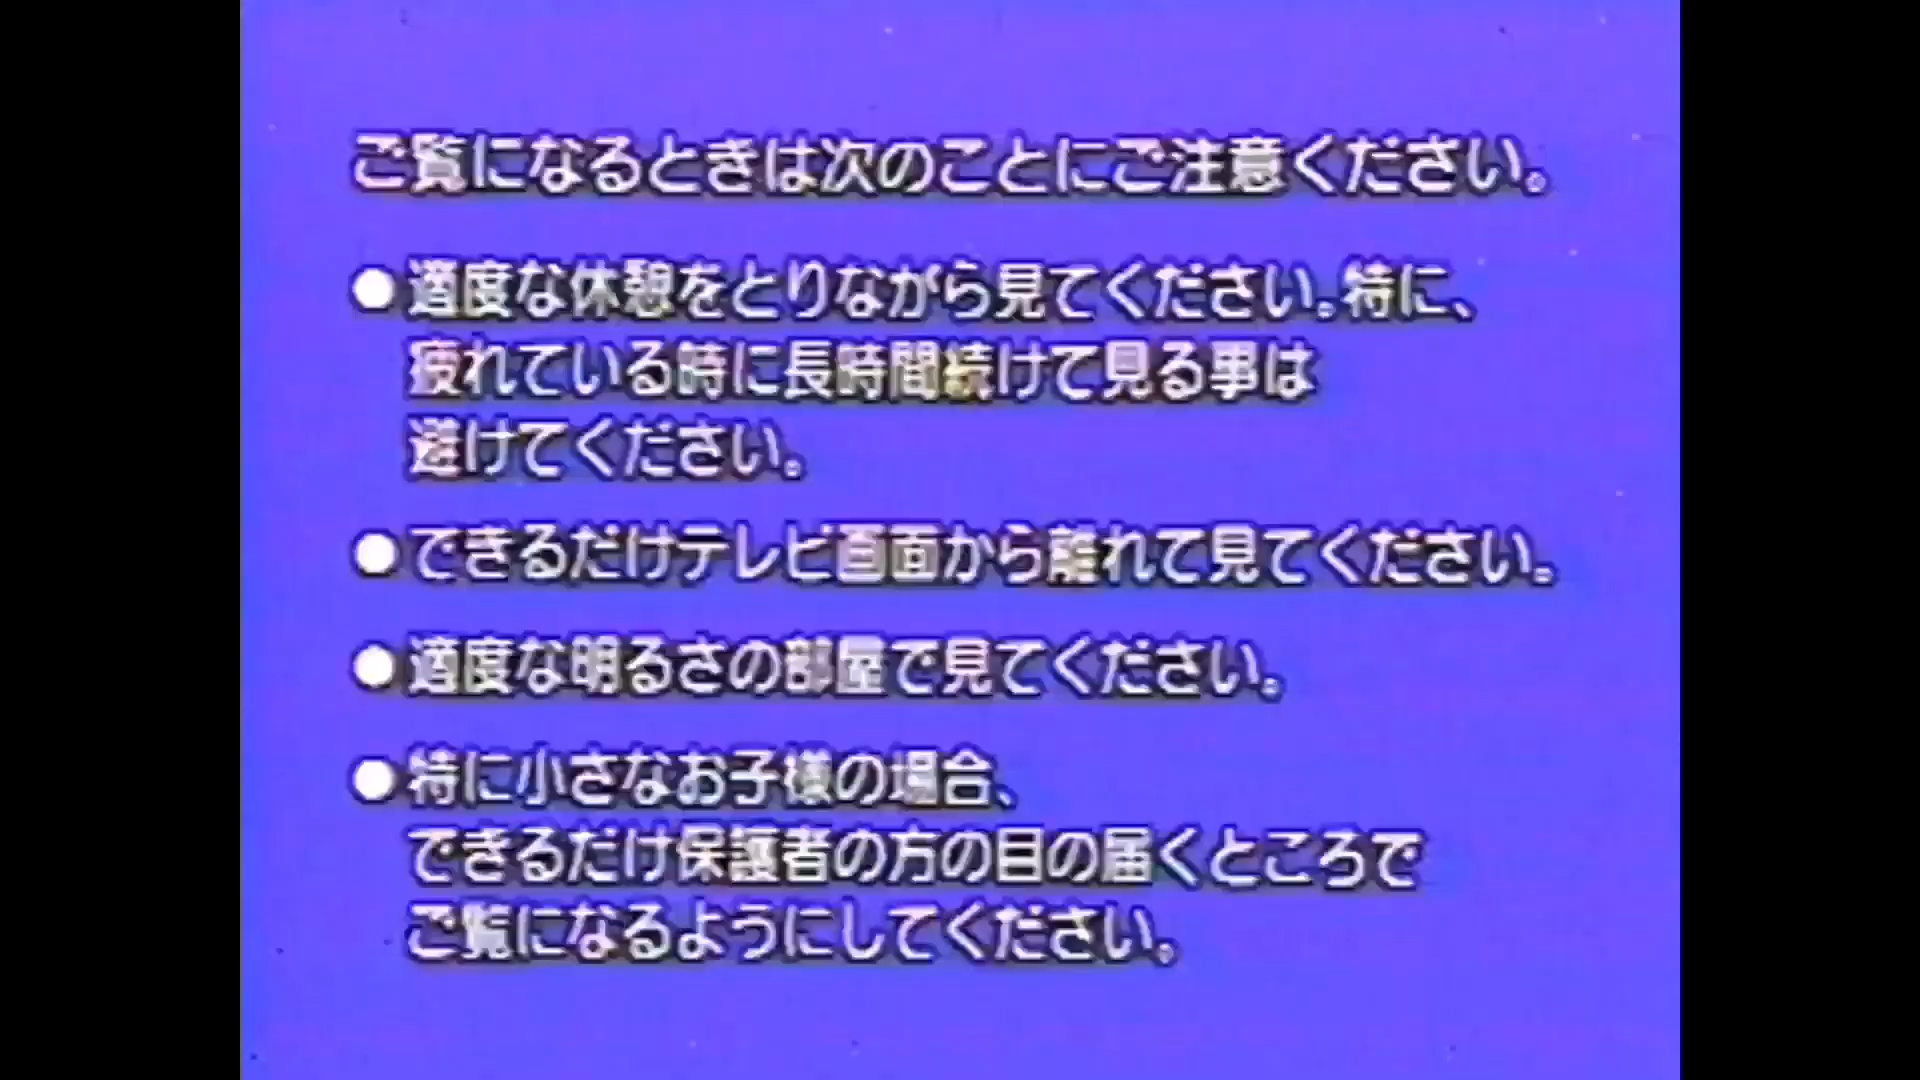 ご覧になるときは次のことにご注意ください。
●適度な休憩をとりながら見てください。特に、
疲れている時に長時間続けて見る事は
避けてください。
●できるだけテレビ画面から離れて見てください。
●適度な明るさの部屋で見てください。
●特に小さなお子様の場合、
できるだけ保護者の方の目の届くところで
ご覧になるようにしてください。